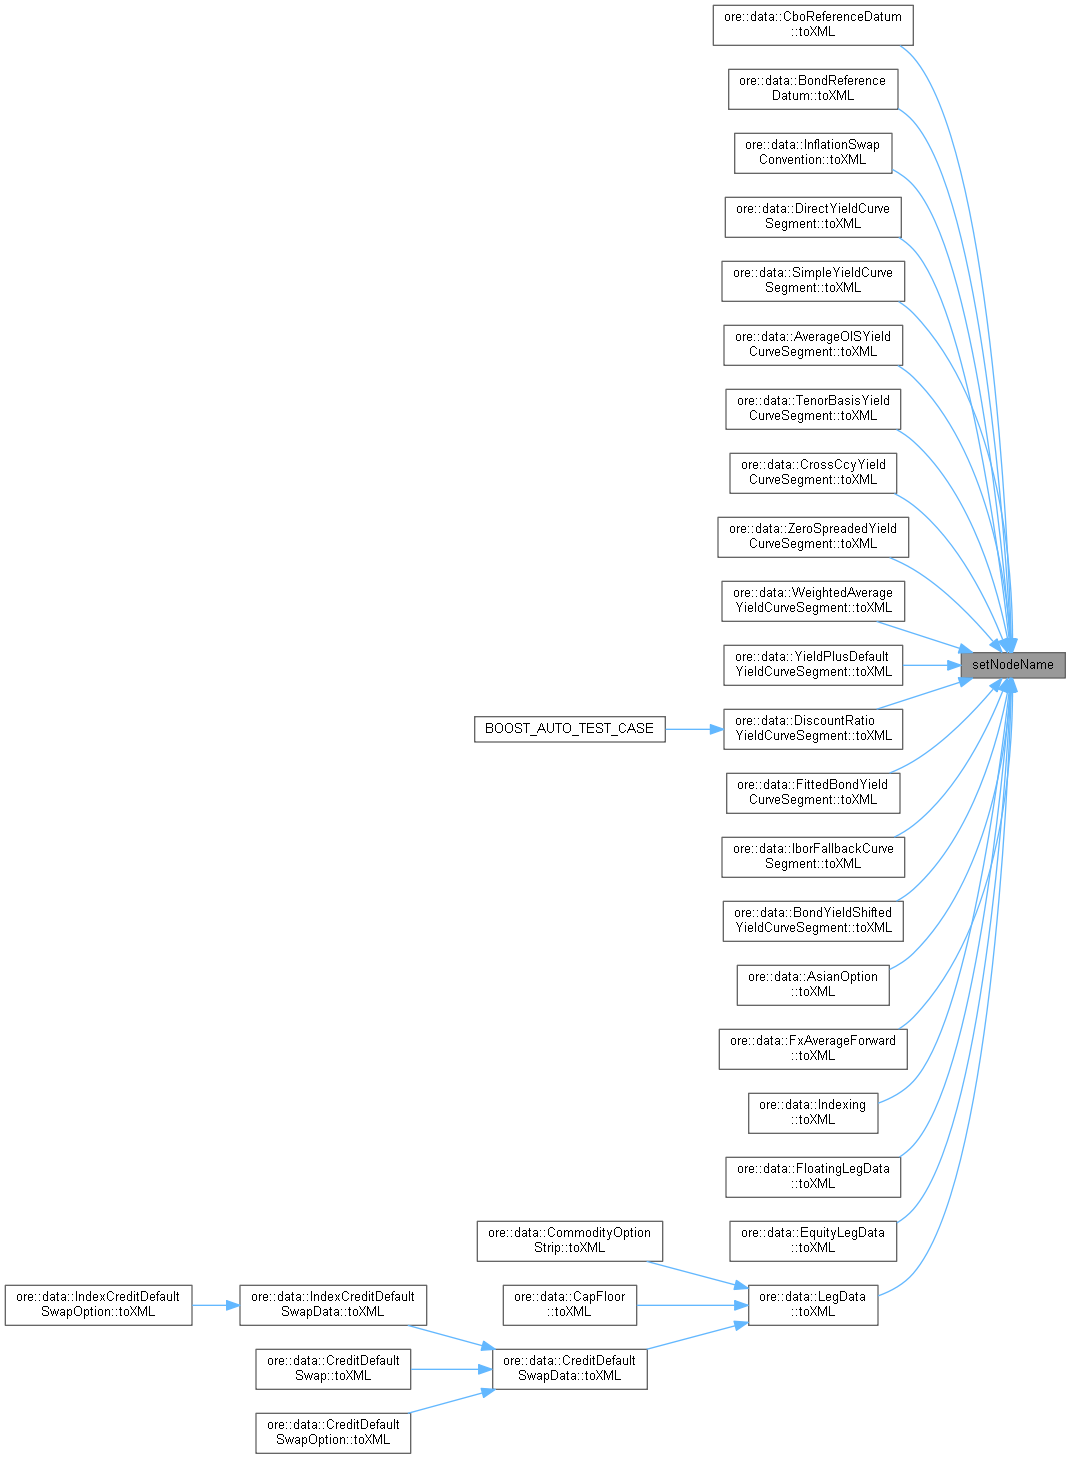 ore::data::CboReferenceDatum
::toXML
ore::data::BondReference
Datum::toXML
ore::data::InflationSwap
Convention::toXML
ore::data::DirectYieldCurve
Segment::toXML
ore::data::SimpleYieldCurve
Segment::toXML
ore::data::AverageOISYield
CurveSegment::toXML
ore::data::TenorBasisYield
CurveSegment::toXML
ore::data::CrossCcyYield
CurveSegment::toXML
ore::data::ZeroSpreadedYield
CurveSegment::toXML
ore::data::WeightedAverage
YieldCurveSegment::toXML
ore::data::YieldPlusDefault
YieldCurveSegment::toXML
setNodeName
ore::data::DiscountRatio
YieldCurveSegment::toXML
BOOST_AUTO_TEST_CASE
ore::data::FittedBondYield
CurveSegment::toXML
ore::data::IborFallbackCurve
Segment::toXML
ore::data::BondYieldShifted
YieldCurveSegment::toXML
ore::data::AsianOption
::toXML
ore::data::FxAverageForward
::toXML
ore::data::Indexing
::toXML
ore::data::FloatingLegData
::toXML
ore::data::EquityLegData
::toXML
ore::data::CommodityOption
Strip::toXML
ore::data::IndexCreditDefault
SwapOption::toXML
ore::data::IndexCreditDefault
SwapData::toXML
ore::data::CapFloor
::toXML
ore::data::LegData
::toXML
ore::data::CreditDefault
Swap::toXML
ore::data::CreditDefault
SwapData::toXML
ore::data::CreditDefault
SwapOption::toXML